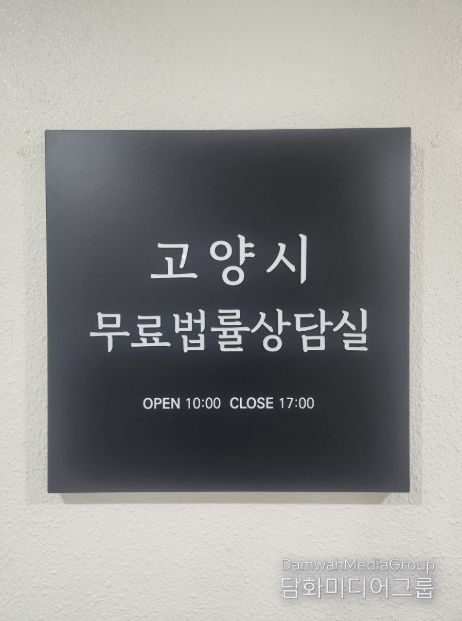 고양시
무료법률상담실
OPEN 10:00 CLOSE 17:00
DamwhaMediaGroup
담화미디어그룹